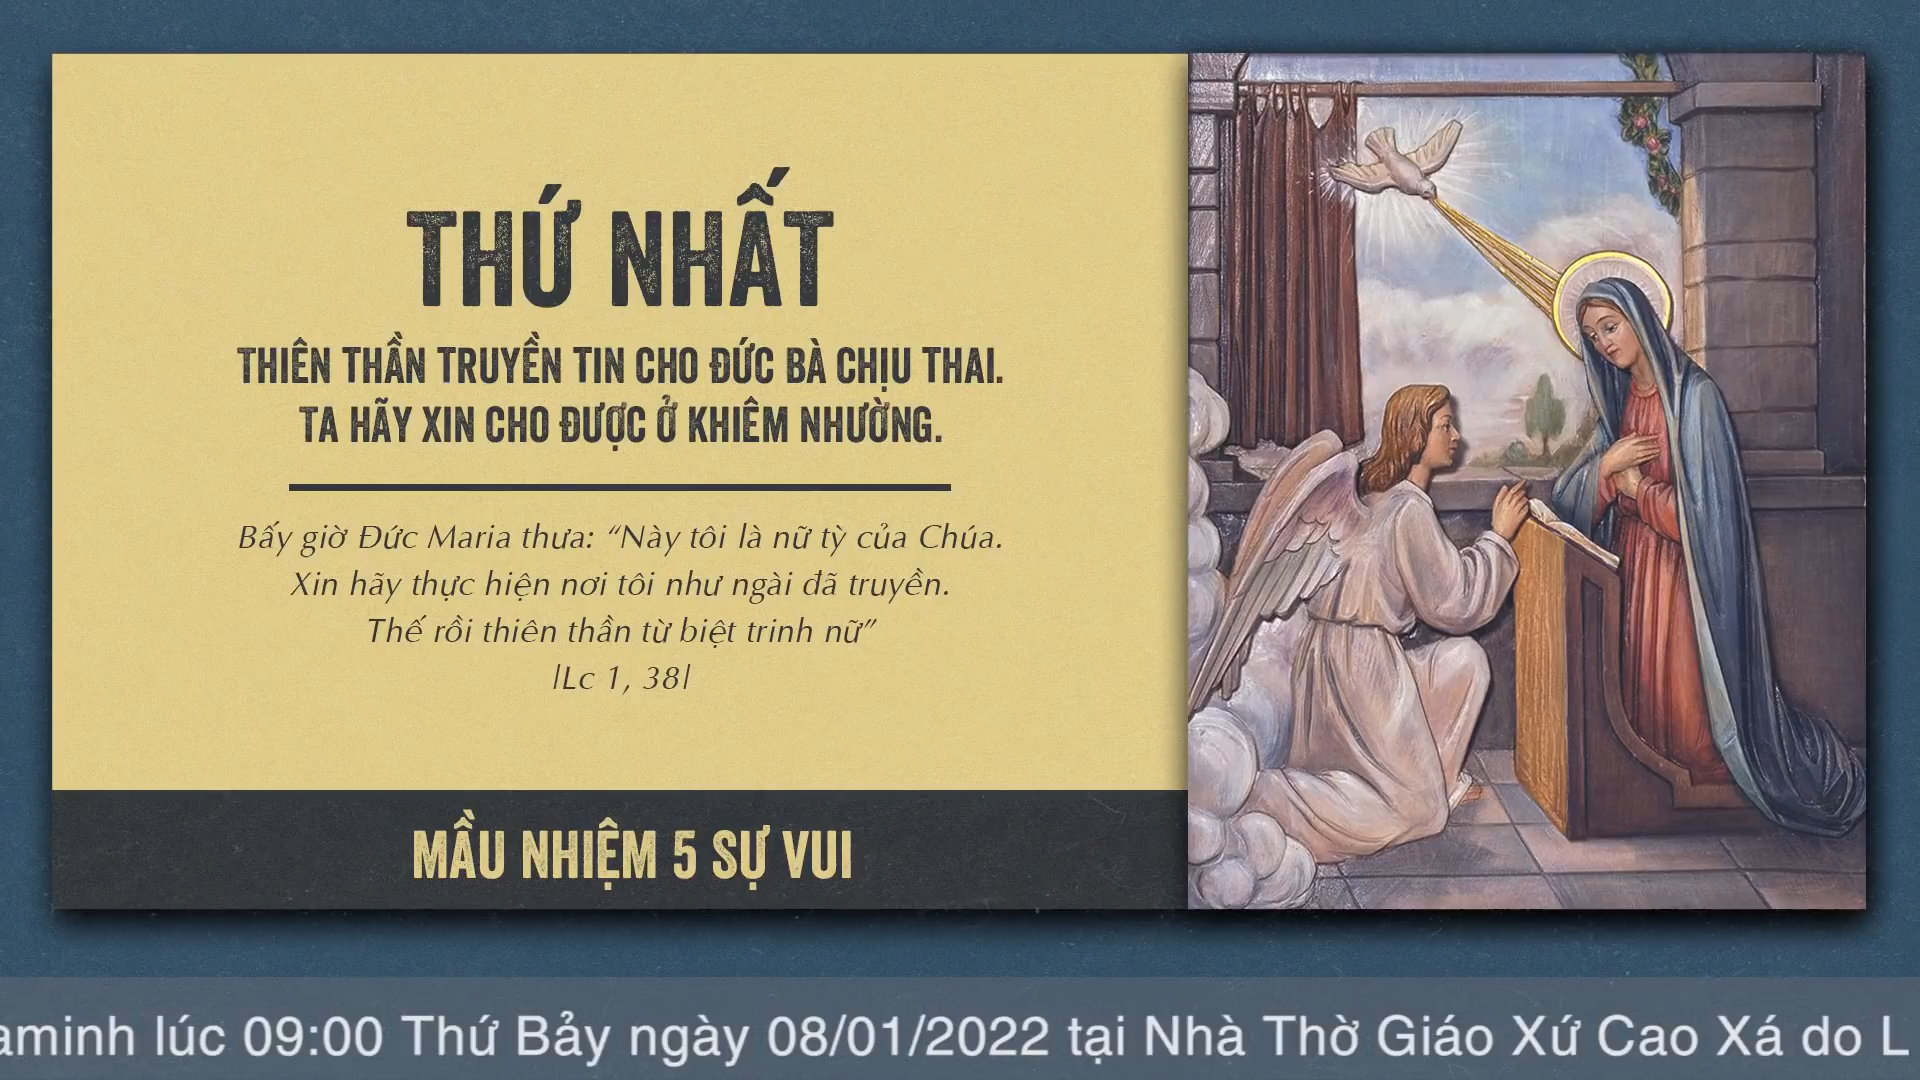 THỨ NHẤT
THIÊN THẦN TRUYỀN TIN CHO ĐỨC BÀ CHỊU THAI.
TA HÃY XIN CHO ĐƯỢC Ở KHIÊM NHƯỜNG.
Bấy giờ Đức Maria thưa: “Này tôi là nữ tỳ của Chúa.
Xin hãy thực hiện nơi tôi như ngài đã truyền.
Thế rồi thiên thần từ biệt trinh nữ”
|Lc 1, 38|
MẦU NHIỆM 5 SỰ VUI
aminh lúc 09:00 Thứ Bảy ngày 08/01/2022 tại Nhà Thờ Giáo Xứ Cao Xá do L